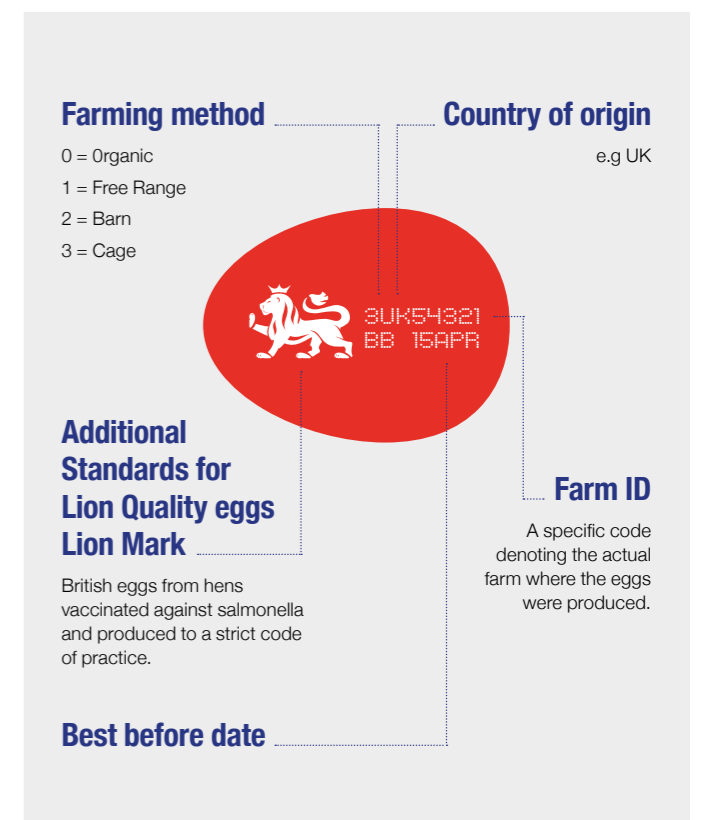 Farming method
0 = 0rganic
1 = Free Range
2 = Barn
3 = Cage
Country of origin
e.g UK
3UK54321
BB 15APR
Additional
Standards for
Lion Quality eggs
Lion Mark
British eggs from hens
vaccinated against salmonella
and produced to a strict code
of practice.
Farm ID
A specific code
denoting the actual
farm where the eggs
were produced.
Best before date